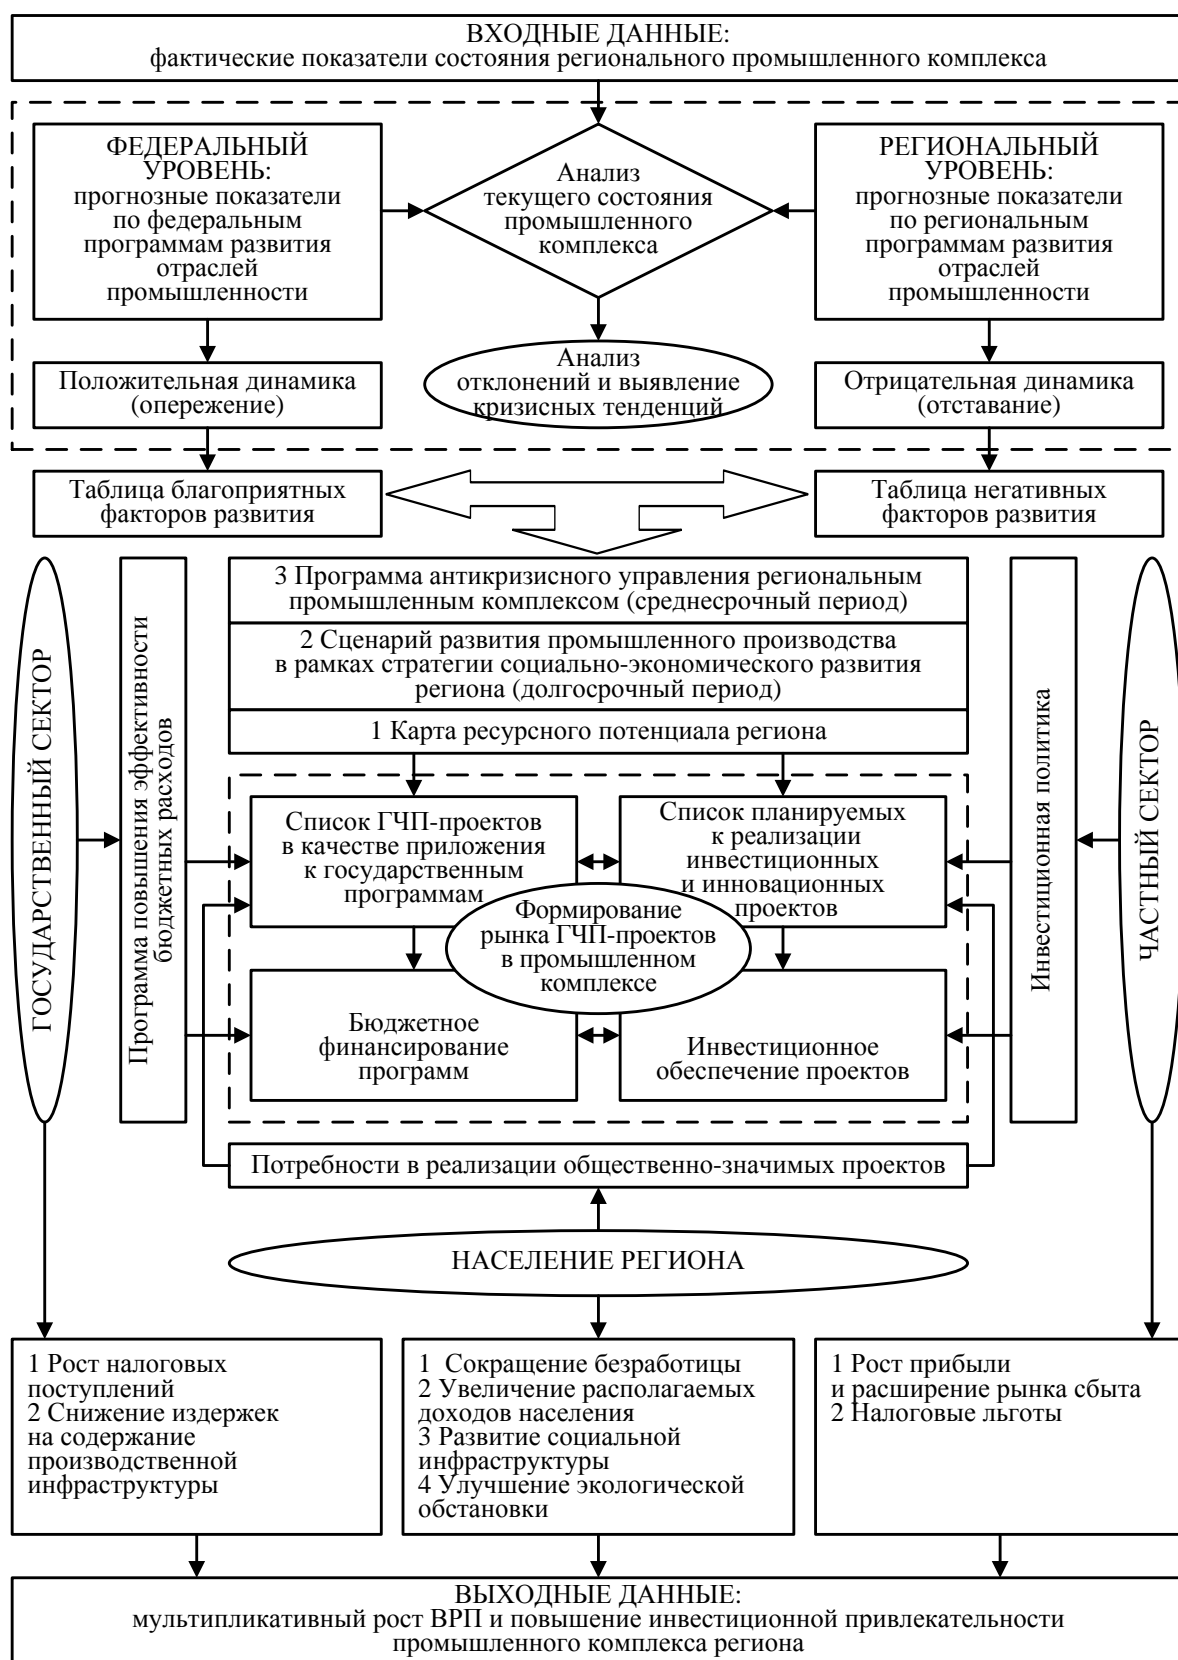 ВХОДНЫЕ ДАННЫЕ:
фактические показатели состояния регионального промышленного комплекса
ФЕДЕРАЛЬНЫЙ
УРОВЕНЬ:
прогнозные показатели
по федеральным
программам развития
отраслей
промышленности
Анализ
текущего состояния
промышленного
комплекса
РЕГИОНАЛЬНЫЙ
УРОВЕНЬ:
прогнозные показатели
по региональным
программам развития
отраслей
промышленности
Положительная динамика
(опережение)
Анализ
отклонений и выявление
кризисных тенденций
Отрицательная динамика
(отставание)
Таблица благоприятных
факторов развития
Таблица негативных
факторов развития
ГОСУДАРСТВЕННЫЙ СЕКТОР
Программа повышения эффективности
бюджетных расходов
3 Программа антикризисного управления региональным
промышленным комплексом (среднесрочный период)
2 Сценарий развития промышленного производства
в рамках стратегии социально-экономического развития
региона (долгосрочный период)
1 Карта ресурсного потенциала региона
Список ГЧП-проектов
в качестве приложения
к государственным
программам
Список планируемых
к реализации
инвестиционных
и инновационных
проектов
Формирование
рынка ГЧП-проектов
в промышленном
комплексе
Бюджетное
финансирование
программ
Инвестиционное
обеспечение проектов
Инвестиционная политика
ЧАСТНЫЙ СЕКТОР
Потребности в реализации общественно-значимых проектов
НАСЕЛЕНИЕ РЕГИОНА
1 Рост налоговых
поступлений
2 Снижение издержек
на содержание
производственной
инфраструктуры
1 Сокращение безработицы
2 Увеличение располагаемых
доходов населения
3 Развитие социальной
инфраструктуры
4 Улучшение экологической
обстановки
1 Рост прибыли
и расширение рынка сбыта
2 Налоговые льготы
ВЫХОДНЫЕ ДАННЫЕ:
мультипликативный рост ВРП и повышение инвестиционной привлекательности
промышленного комплекса региона